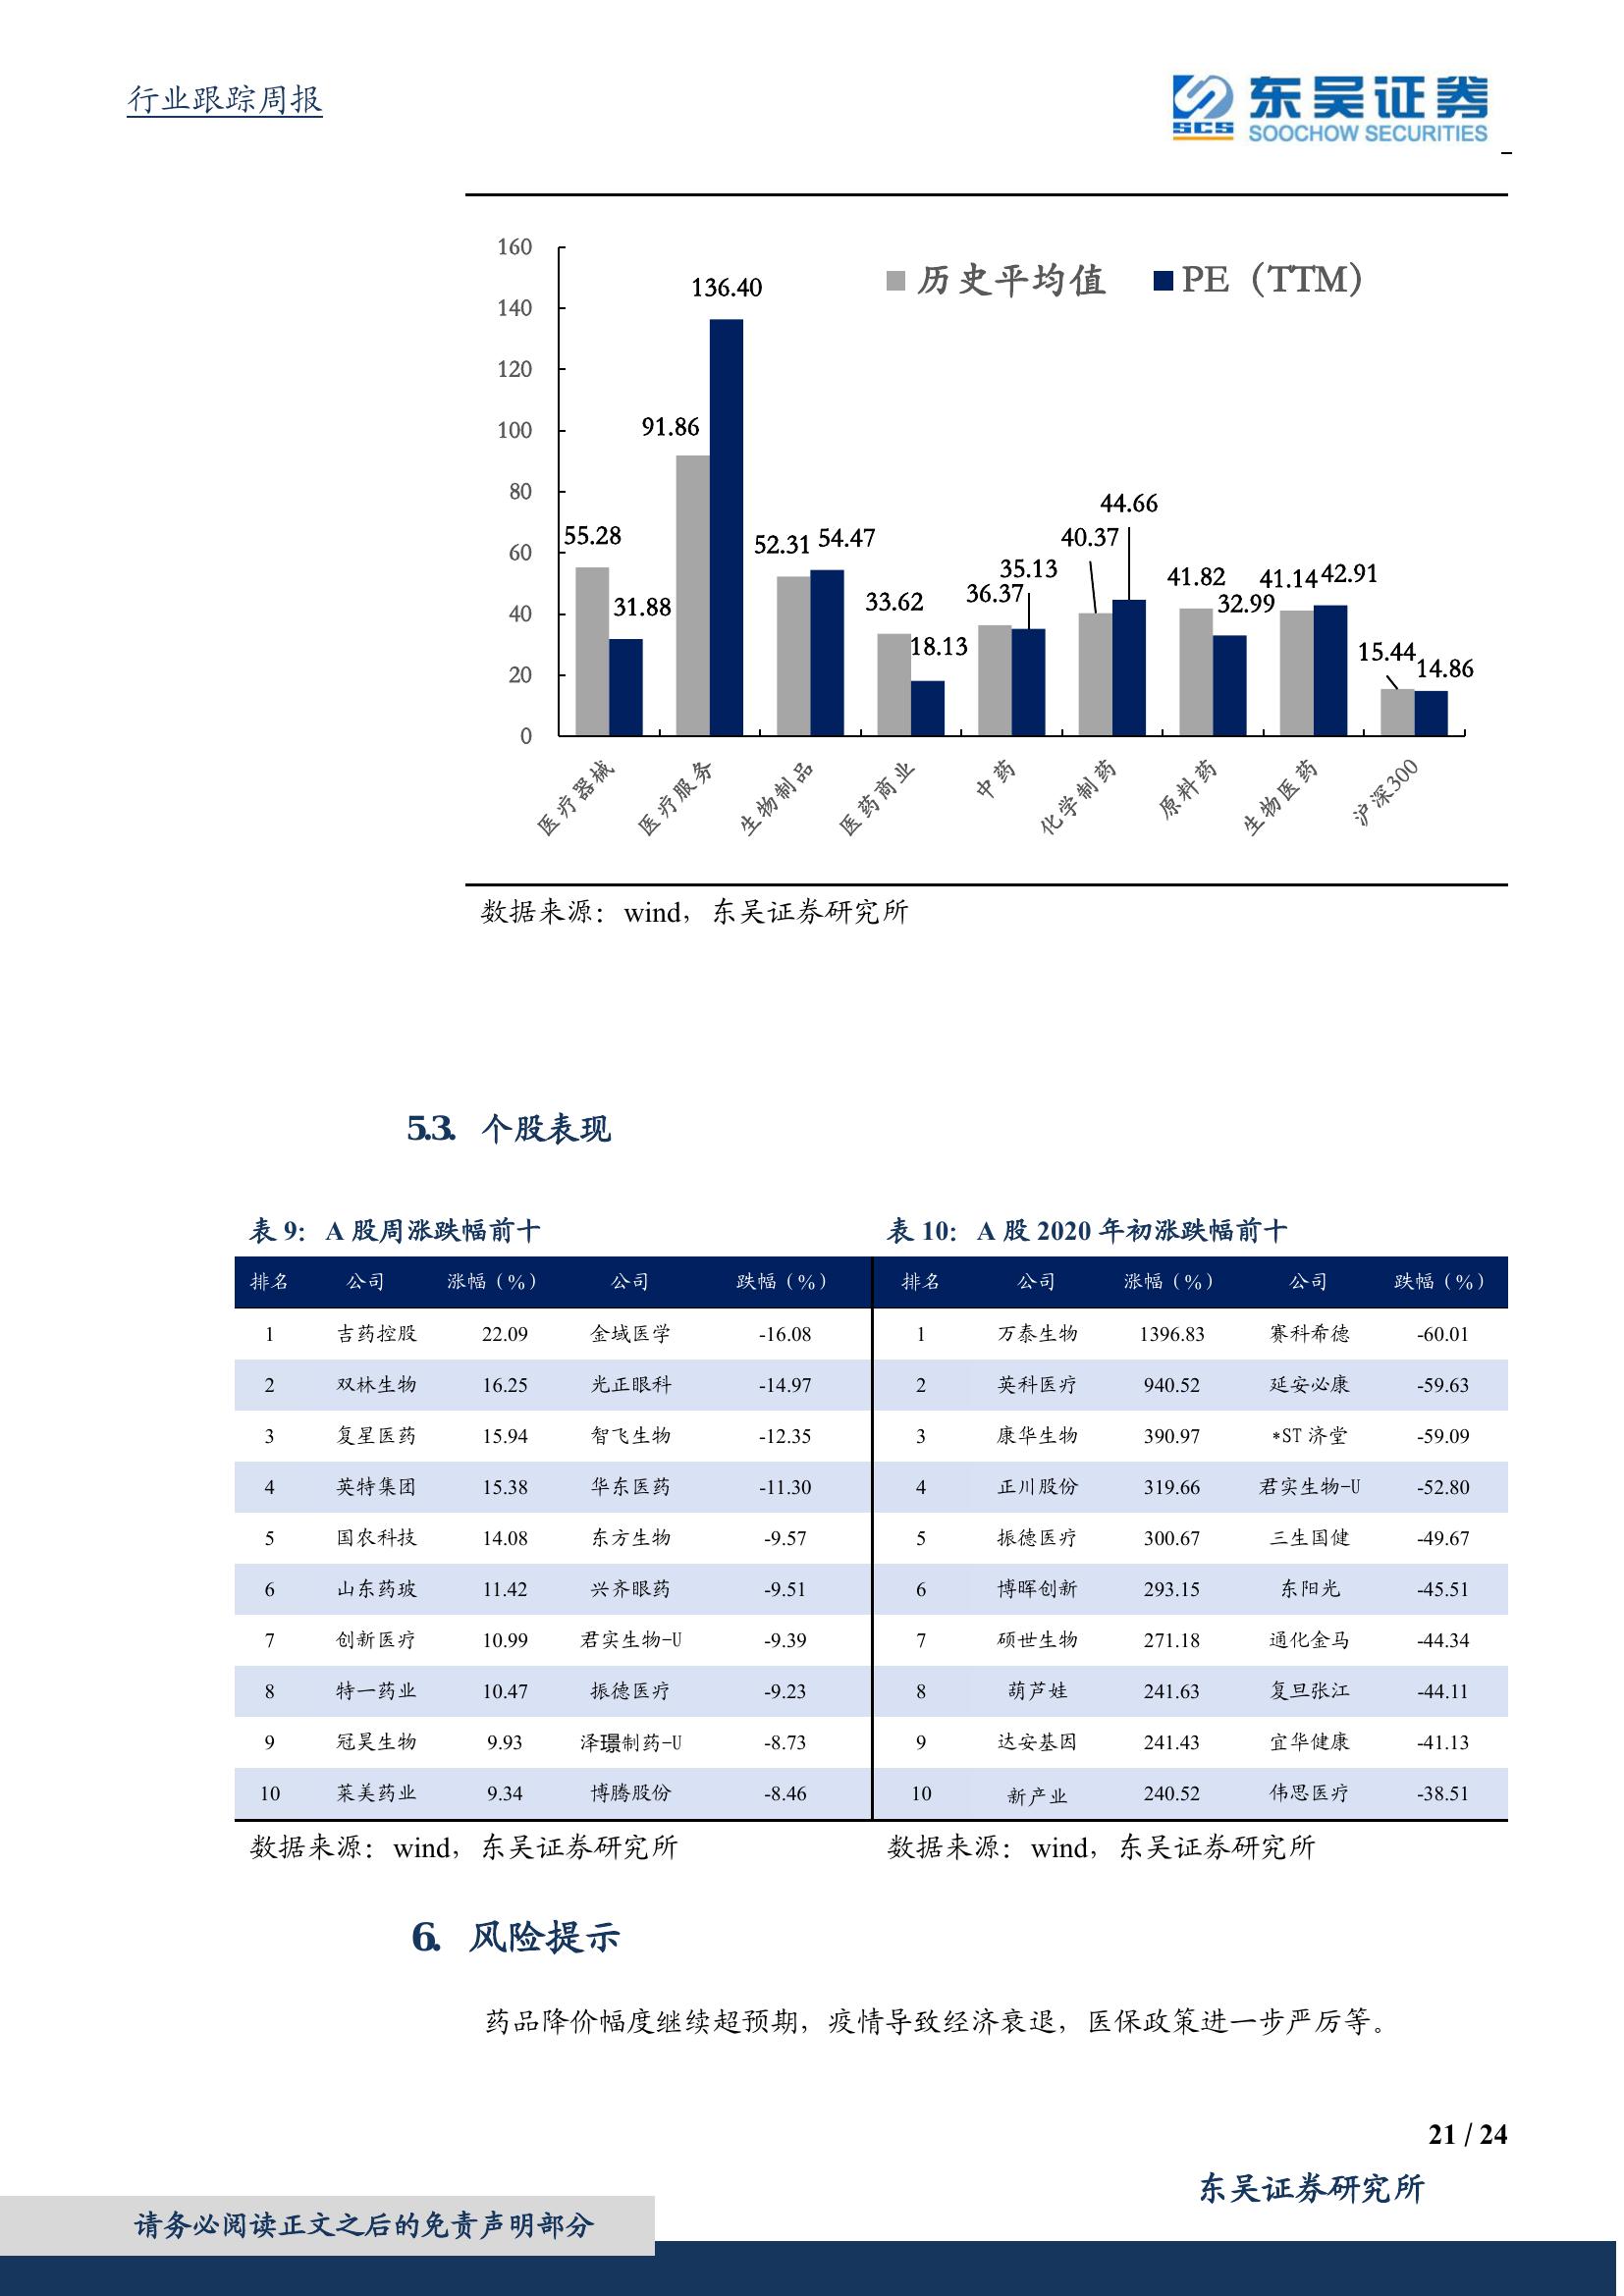 行业跟踪周报
SCS 东吴证券
SOOCHOW SECURITIES
历史平均值 PE（TTM）
160
140
120
100
80
60
40
20
0
55.28 31.88
91.86 136.40
52.31 54.47
33.62 18.13
36.37 35.13
40.37 44.66
41.82 32.99
41.14 42.91
15.44 14.86
医疗器械 医疗服务 生物制品 医药商业 中药 化学制药 原料药 生物医药 沪深300
数据来源：wind，东吴证券研究所
5.3. 个股表现
表 9：A 股周涨跌幅前十
排名 公司 涨幅（%） 公司 跌幅（%）
1 吉药控股 22.09 金域医学 -16.08
2 双林生物 16.25 光正眼科 -14.97
3 复星医药 15.94 智飞生物 -12.35
4 英特集团 15.38 华东医药 -11.30
5 国农科技 14.08 东方生物 -9.57
6 山东药玻 11.42 兴齐眼药 -9.51
7 创新医疗 10.99 君实生物-U -9.39
8 特一药业 10.47 振德医疗 -9.23
9 冠昊生物 9.93 泽璟制药-U -8.73
10 莱美药业 9.34 博腾股份 -8.46
数据来源：wind，东吴证券研究所
表 10：A 股 2020 年初涨跌幅前十
排名 公司 涨幅（%） 公司 跌幅（%）
1 万泰生物 1396.83 赛科希德 -60.01
2 英科医疗 940.52 延安必康 -59.63
3 康华生物 390.97 *ST 济堂 -59.09
4 正川股份 319.66 君实生物-U -52.80
5 振德医疗 300.67 三生国健 -49.67
6 博晖创新 293.15 东阳光 -45.51
7 硕世生物 271.18 通化金马 -44.34
8 葫芦娃 241.63 复旦张江 -44.11
9 达安基因 241.43 宜华健康 -41.13
10 新产业 240.52 伟思医疗 -38.51
数据来源：wind，东吴证券研究所
6. 风险提示
药品降价幅度继续超预期，疫情导致经济衰退，医保政策进一步严厉等。
21 / 24
东吴证券研究所
请务必阅读正文之后的免责声明部分